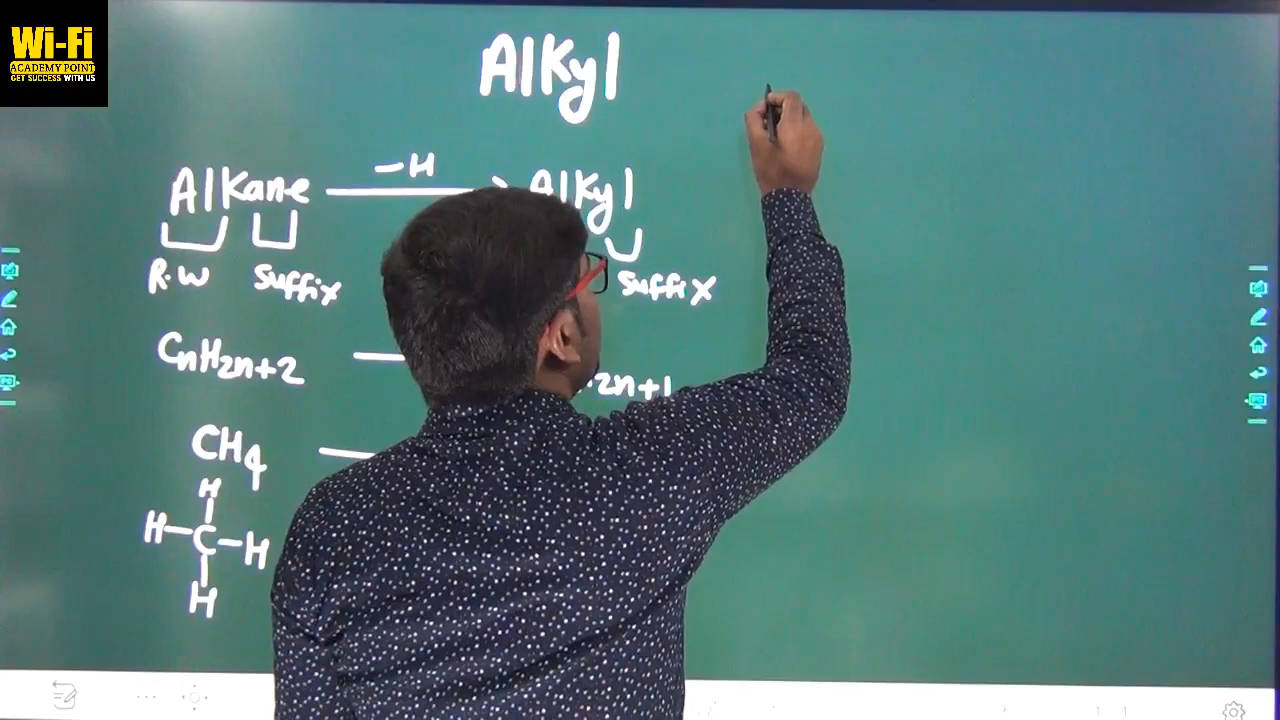 Wi-Fi
ACADEMY POINT
GET SUCCESS WITH US
Alkyl
Alkane -H Alkyl
R.W suffix suffix
CnH2n+2 2n+1
CH4
H
H-C-H
H